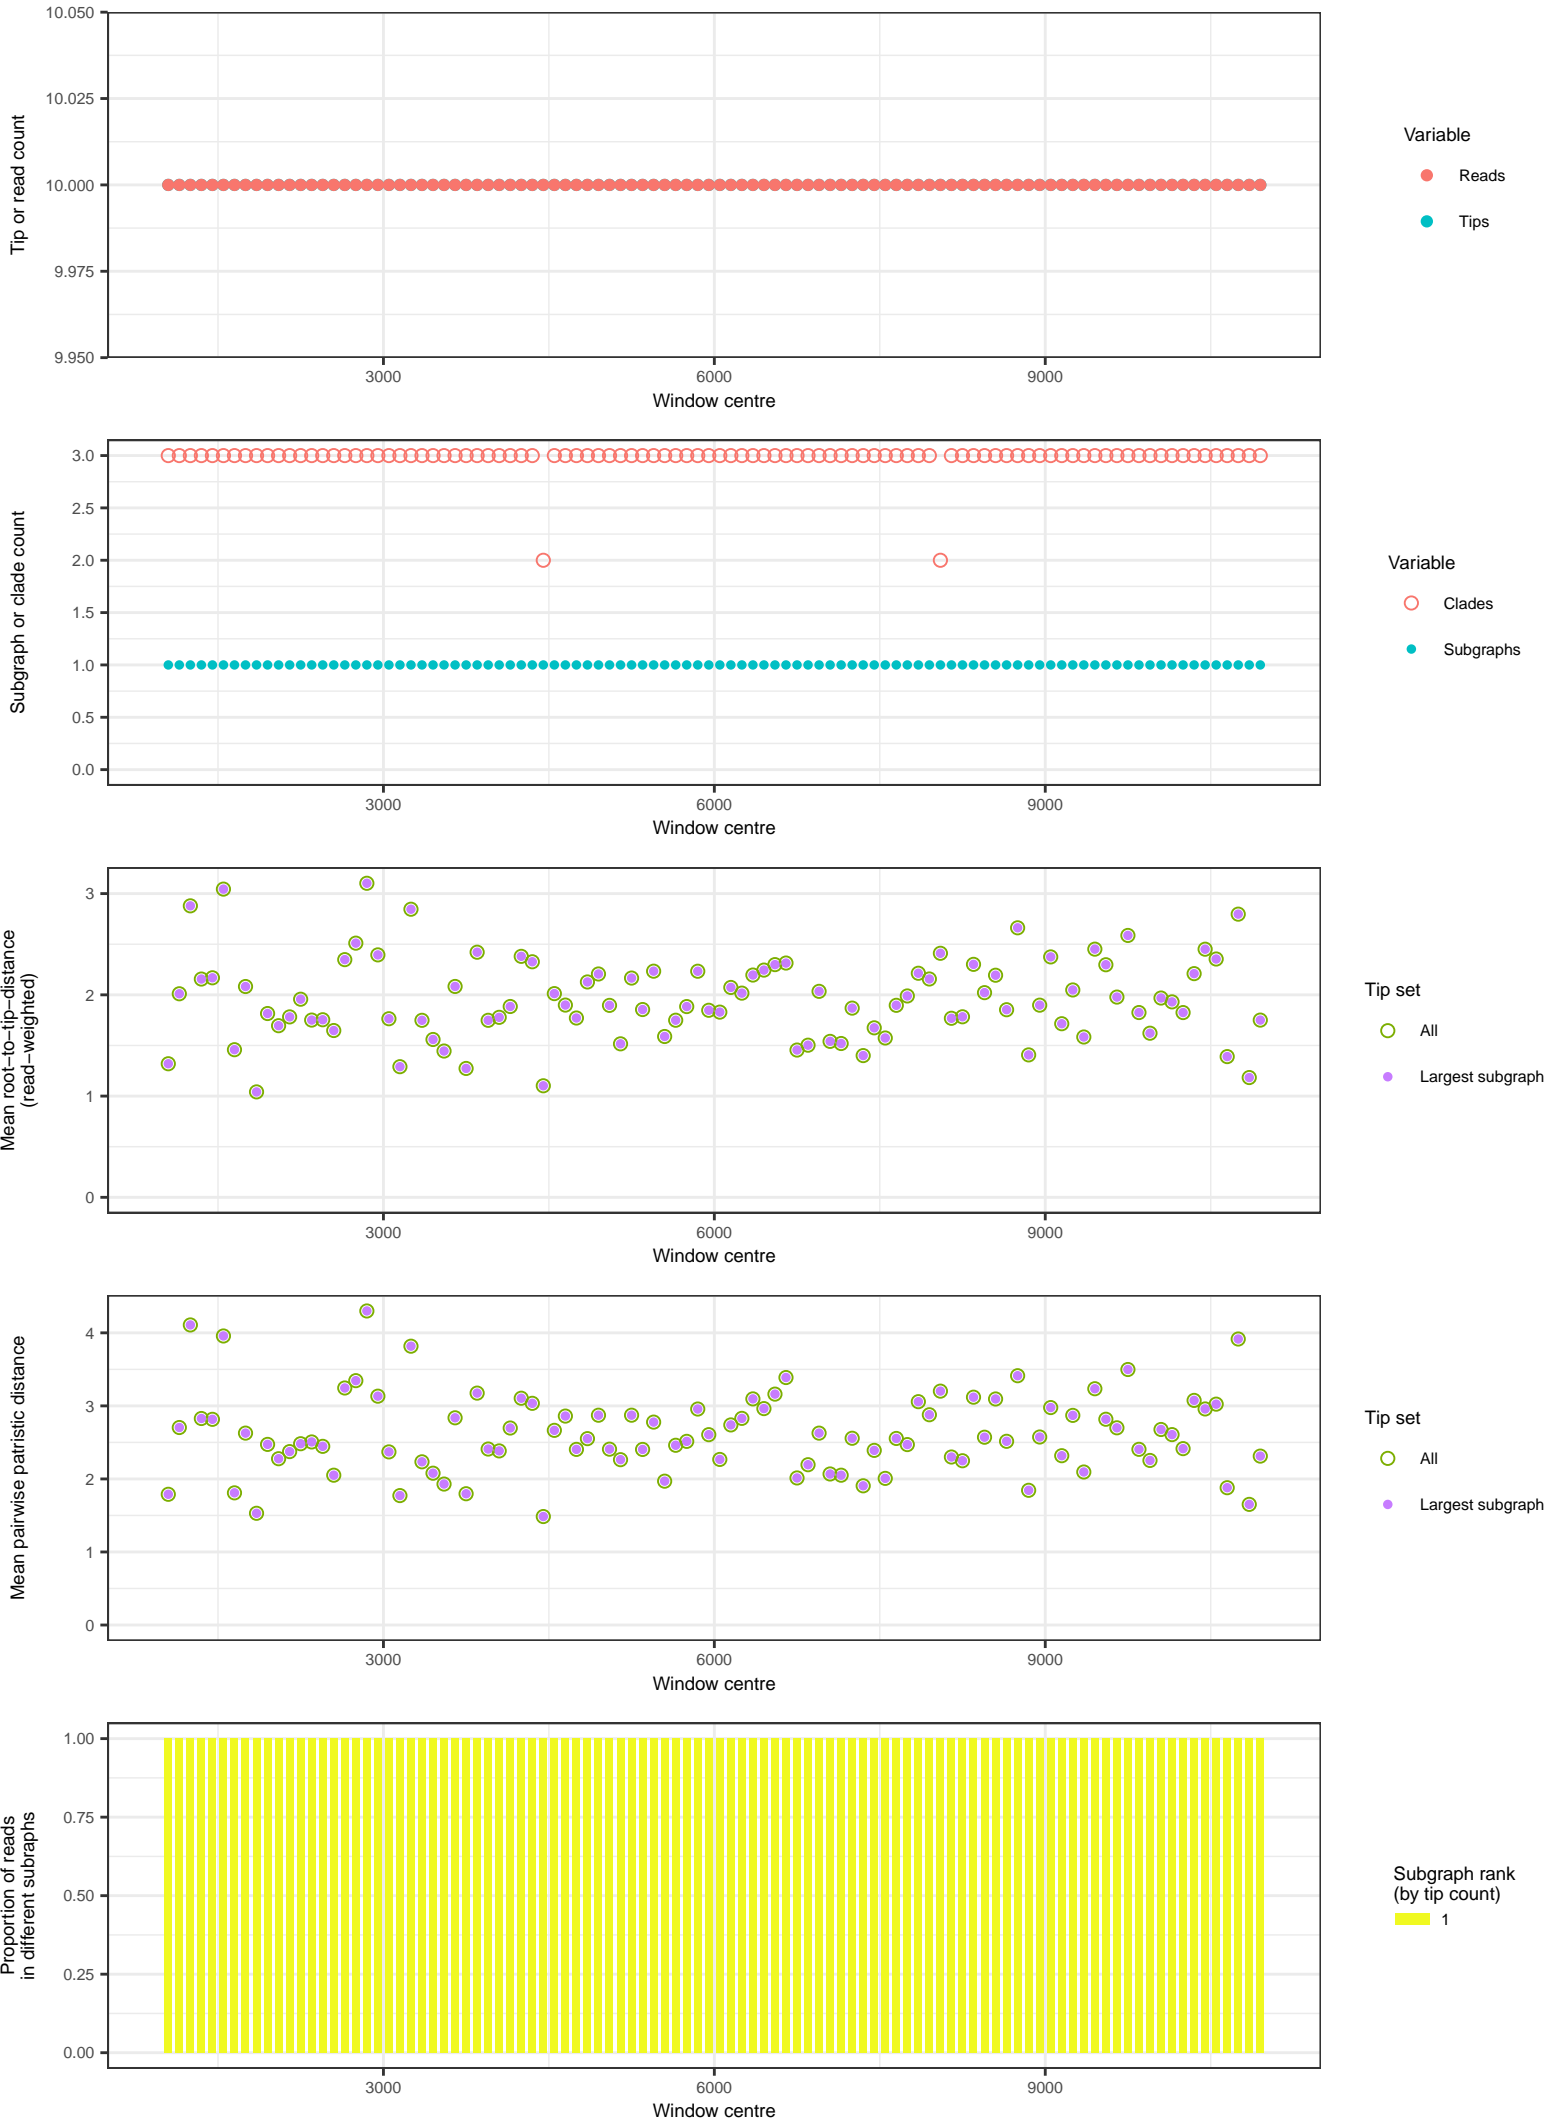 10.050
10.025
10.000
9.975
9.950
Tip or read count
3000 6000 9000
Window centre
Variable
Reads
Tips
3.0
2.5
2.0
1.5
1.0
0.5
0.0
Subgraph or clade count
3000 6000 9000
Window centre
Variable
Clades
Subgraphs
3
2
1
0
Mean root−to−tip−distance
(read−weighted)
3000 6000 9000
Window centre
Tip set
All
Largest subgraph
4
3
2
1
0
Mean pairwise patristic distance
3000 6000 9000
Window centre
Tip set
All
Largest subgraph
1.00
0.75
0.50
0.25
0.00
Proportion of reads
in different subraphs
3000 6000 9000
Window centre
Subgraph rank
(by tip count)
1